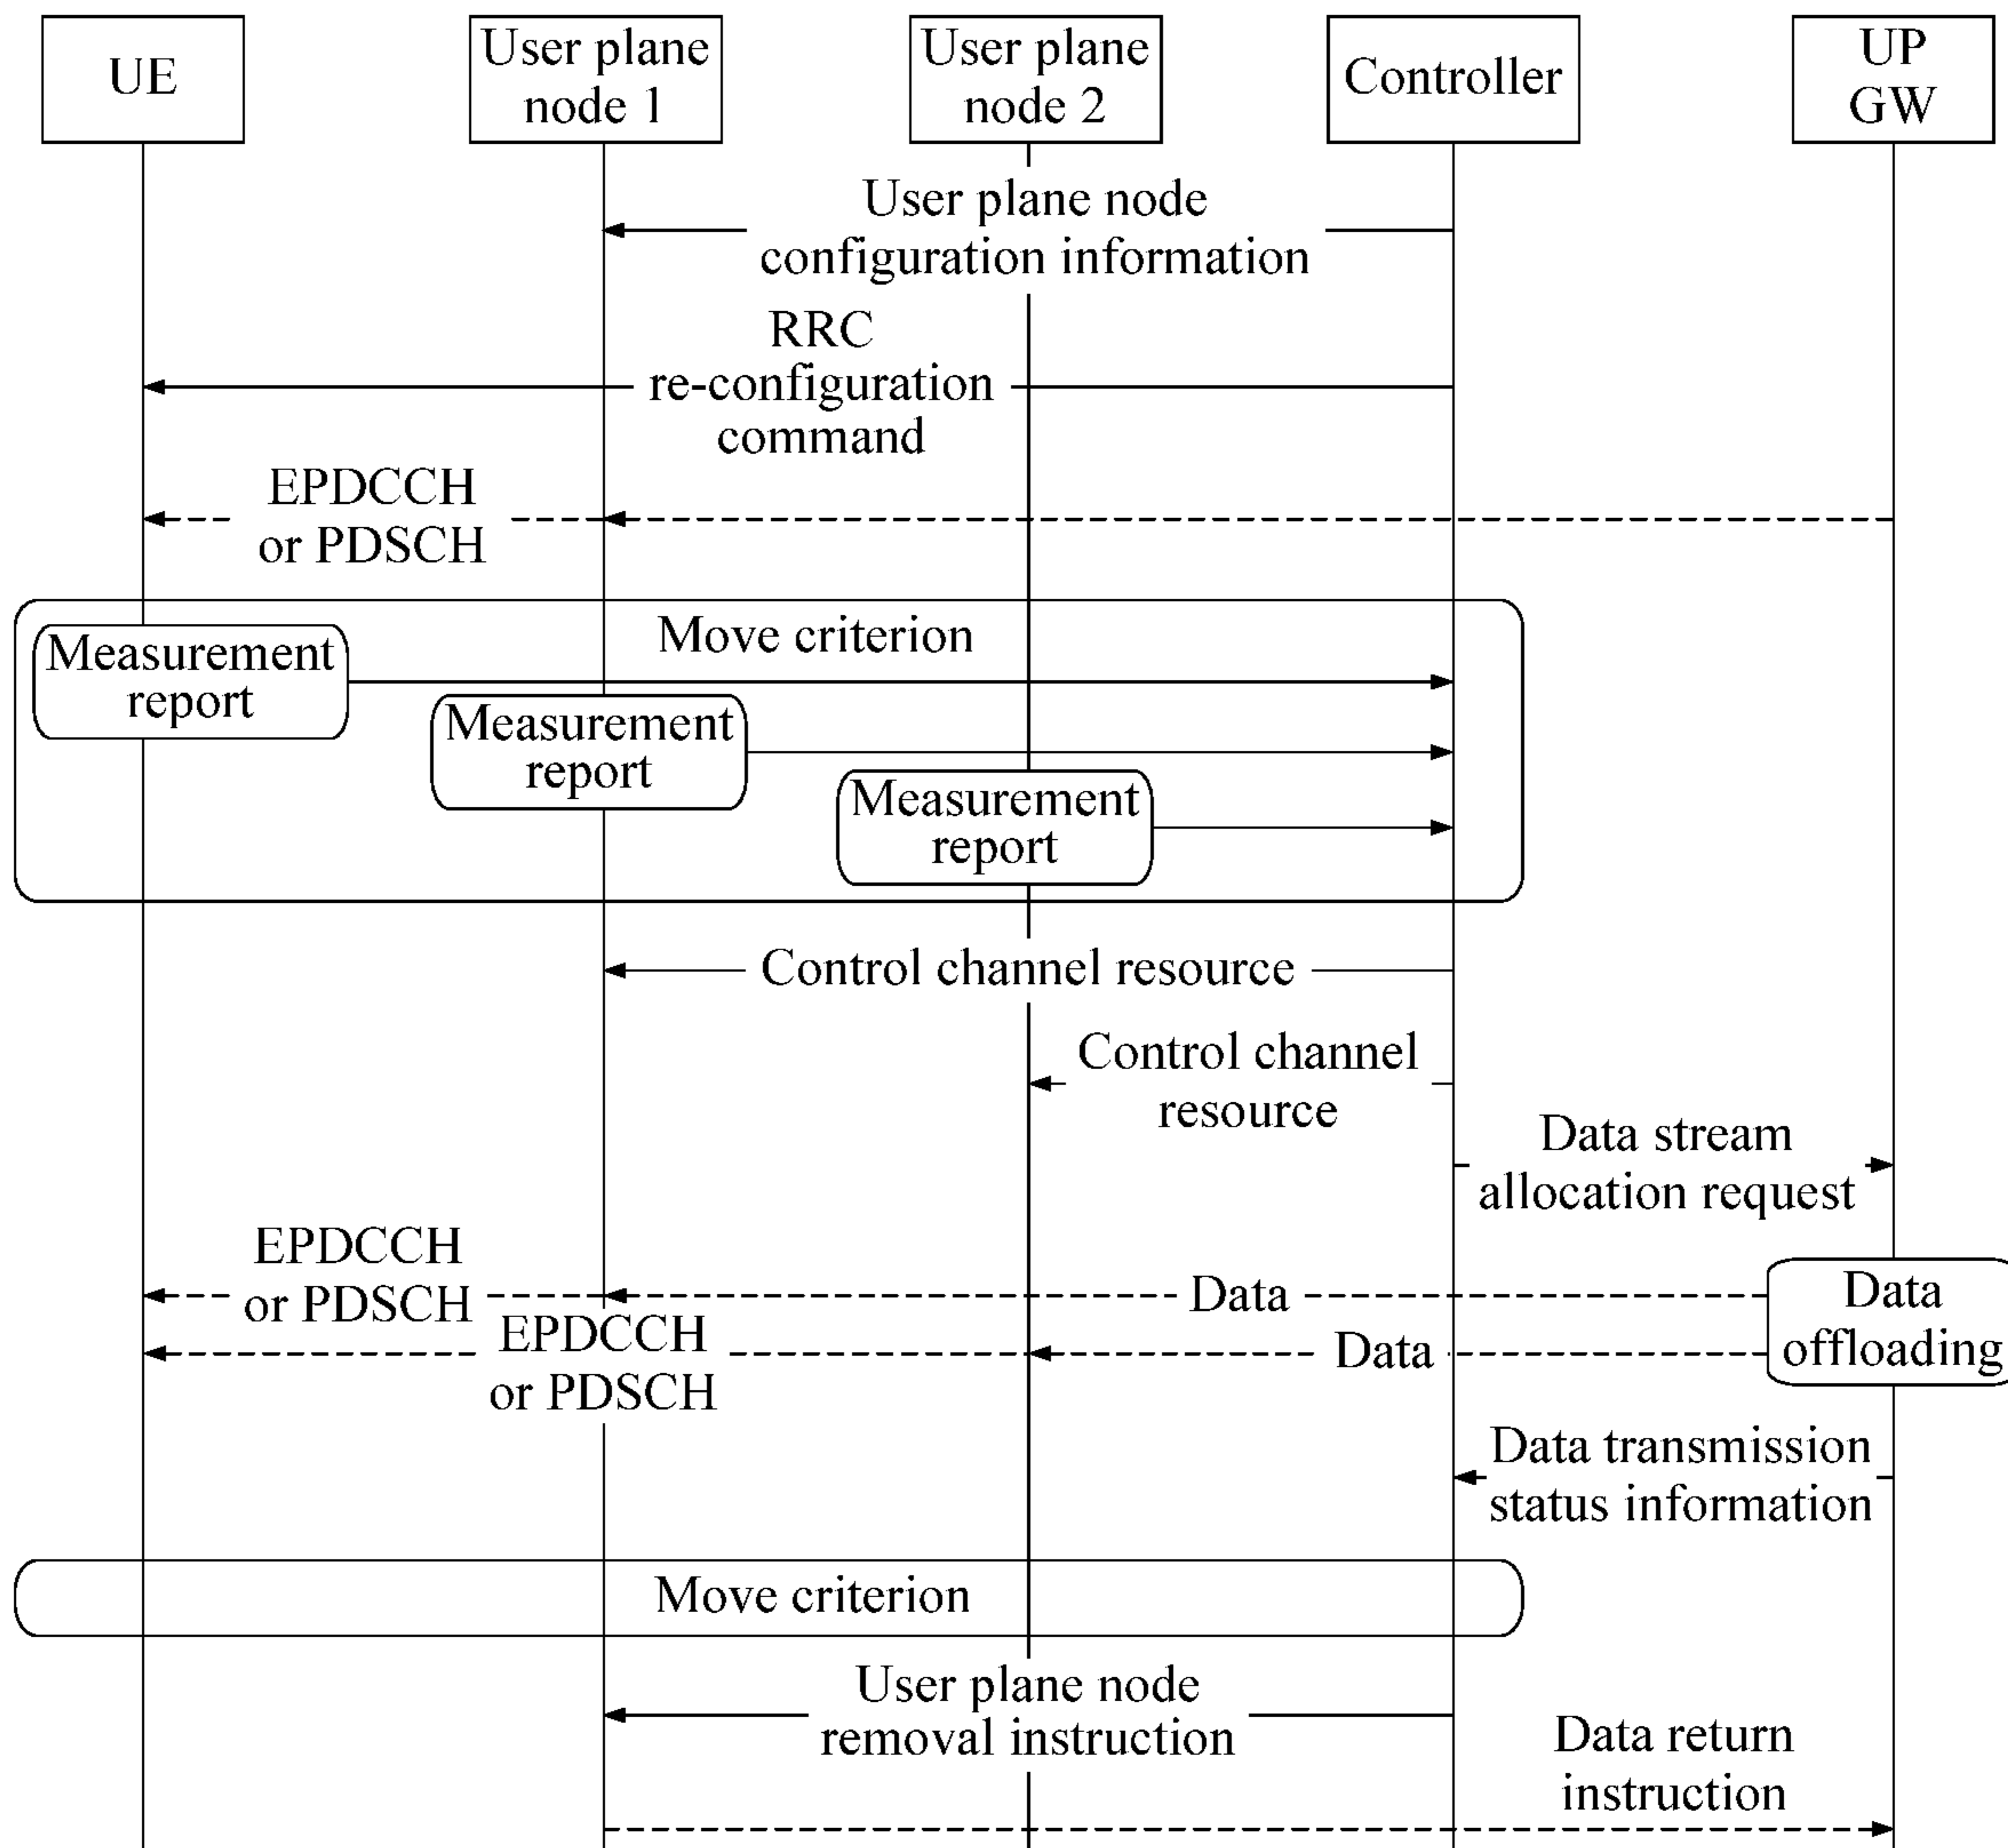 UE
User plane
node 1
User plane
node 2
Controller
UP
GW
User plane node
configuration information
RRC
re-configuration
command
EPDCCH
or PDSCH
Move criterion
Measurement
report
Measurement
report
Measurement
report
Control channel resource
Control channel
resource
Data stream
allocation request
EPDCCH
or PDSCH
Data
Data
offloading
EPDCCH
or PDSCH
Data
Data transmission
status information
Move criterion
User plane node
removal instruction
Data return
instruction